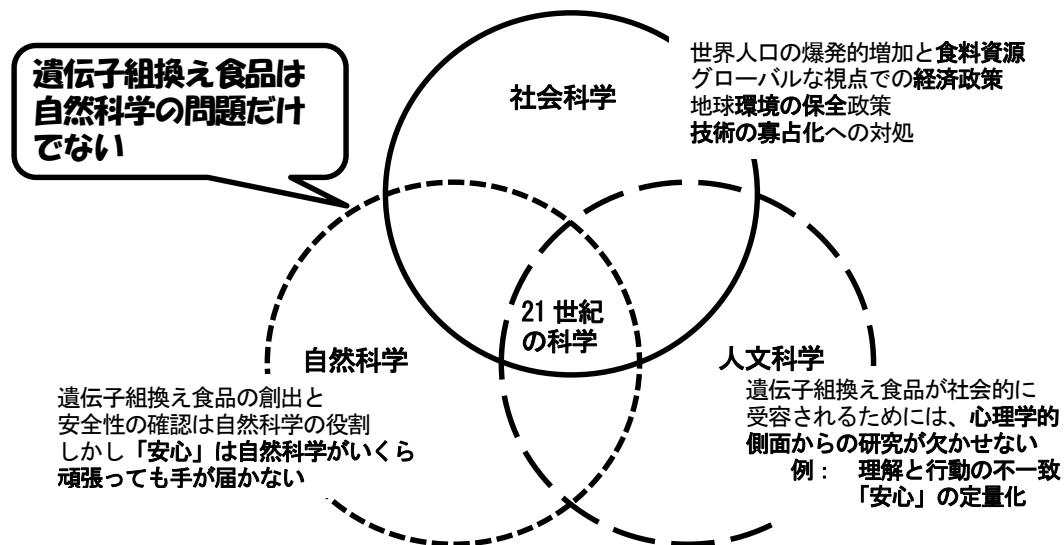 遺伝子組換え食品は
自然科学の問題だけ
でない
社会科学
世界人口の爆発的増加と食料資源
グローバルな視点での経済政策
地球環境の保全政策
技術の寡占化への対処
21 世紀
の科学
自然科学
遺伝子組換え食品の創出と
安全性の確認は自然科学の役割
しかし「安心」は自然科学がいくら
頑張っても手が届かない
人文科学
遺伝子組換え食品が社会的に
受容されるためには、心理学的
側面からの研究が欠かせない
例： 理解と行動の不一致
「安心」の定量化